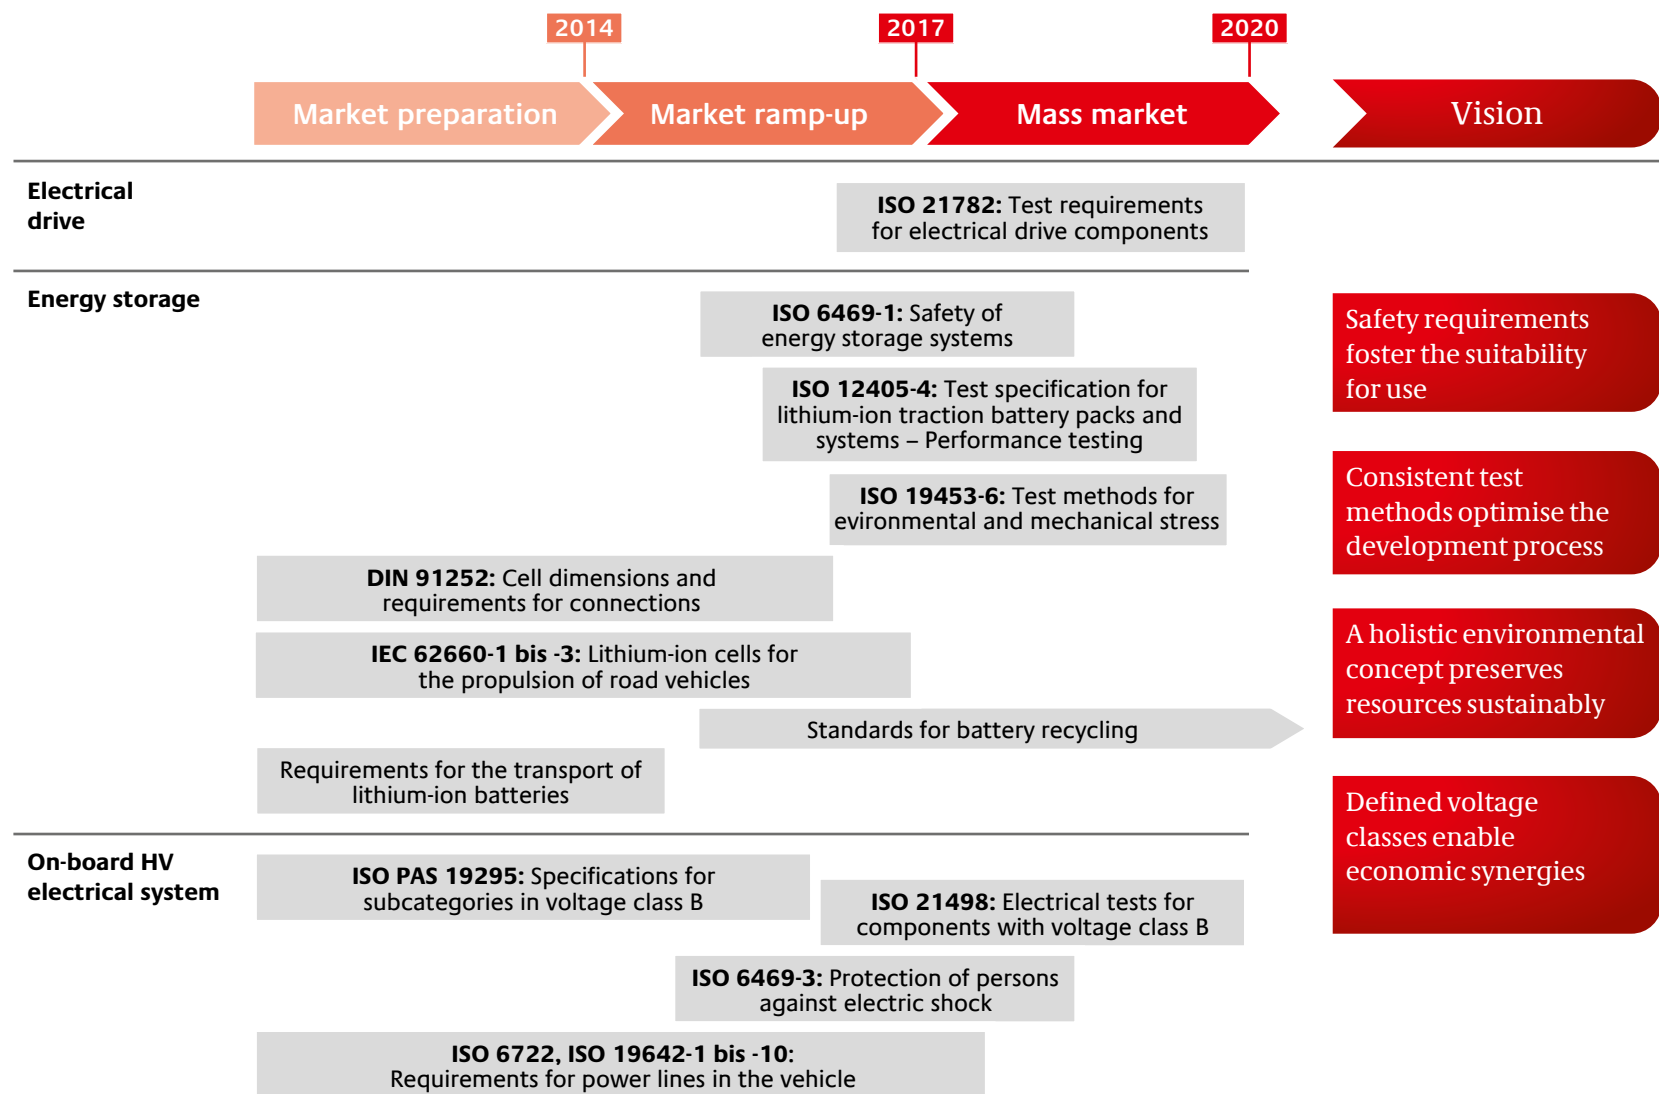 2014
2017
2020
Market preparation
Market ramp-up
Mass market
Vision
Electrical
drive
ISO 21782: Test requirements
for electrical drive components
Energy storage
ISO 6469-1: Safety of
energy storage systems
ISO 12405-4: Test specification for
lithium-ion traction battery packs and
systems – Performance testing
ISO 19453-6: Test methods for
evironmental and mechanical stress
DIN 91252: Cell dimensions and
requirements for connections
IEC 62660-1 bis -3: Lithium-ion cells for
the propulsion of road vehicles
Standards for battery recycling
Requirements for the transport of
lithium-ion batteries
On-board HV
electrical system
ISO PAS 19295: Specifications for
subcategories in voltage class B
ISO 21498: Electrical tests for
components with voltage class B
ISO 6469-3: Protection of persons
against electric shock
ISO 6722, ISO 19642-1 bis -10:
Requirements for power lines in the vehicle
Safety requirements
foster the suitability
for use
Consistent test
methods optimise the
development process
A holistic environmental
concept preserves
resources sustainably
Defined voltage
classes enable
economic synergies